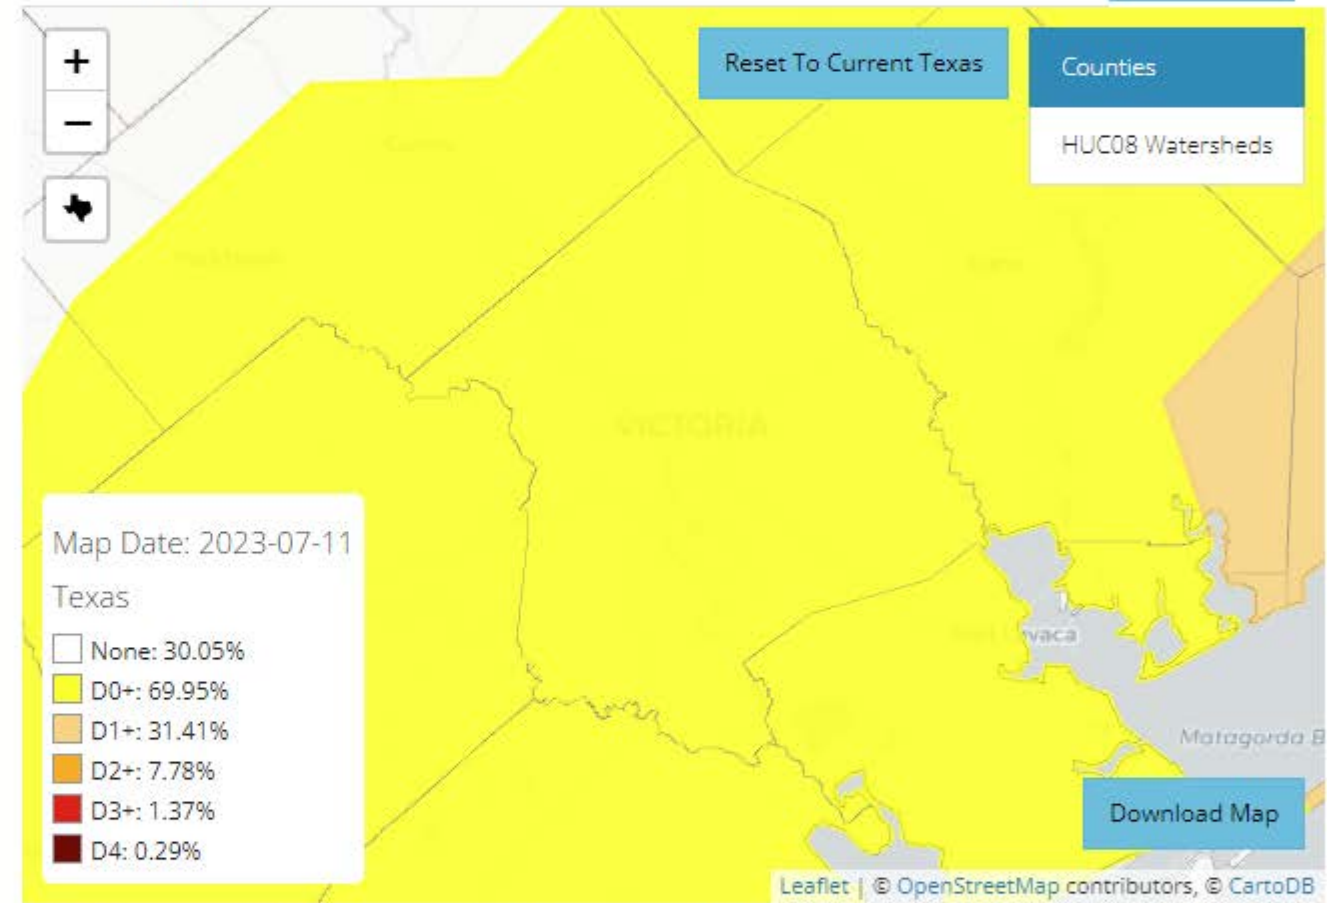 +
−
Reset To Current Texas
Counties
HUC08 Watersheds
VICTORIA
Map Date: 2023-07-11
Texas
None: 30.05%
D0+: 69.95%
D1+: 31.41%
D2+: 7.78%
D3+: 1.37%
D4: 0.29%
Matagorda B
Download Map
Leaflet | © OpenStreetMap contributors, © CartoDB